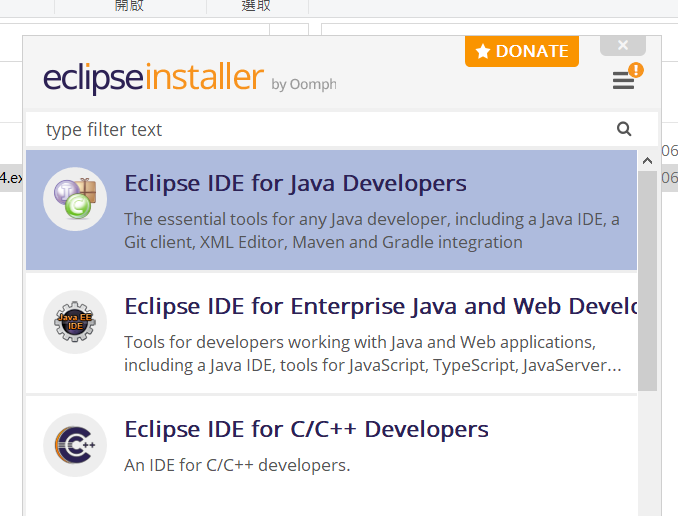 開啟
選取
DONATE
eclipseinstaller by Oomph
type filter text
4.ex
06
06
Eclipse IDE for Java Developers
The essential tools for any Java developer, including a Java IDE, a
Git client, XML Editor, Maven and Gradle integration
Java EE
IDE
Eclipse IDE for Enterprise Java and Web Develo
Tools for developers working with Java and Web applications,
including a Java IDE, tools for JavaScript, TypeScript, JavaServer...
C++
Eclipse IDE for C/C++ Developers
An IDE for C/C++ developers.